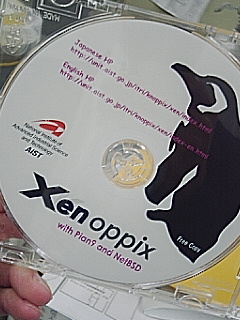 Japanese HP
http://unit.aist.go.jp/itri/knoppix/xen/index.html
English HP
http://unit.aist.go.jp/itri/knoppix/xen/index-en.html
National Institute of
Advanced Industrial Science
and Technology
AIST
Xenoppix
with Plan9 and NetBSD
Free Copy